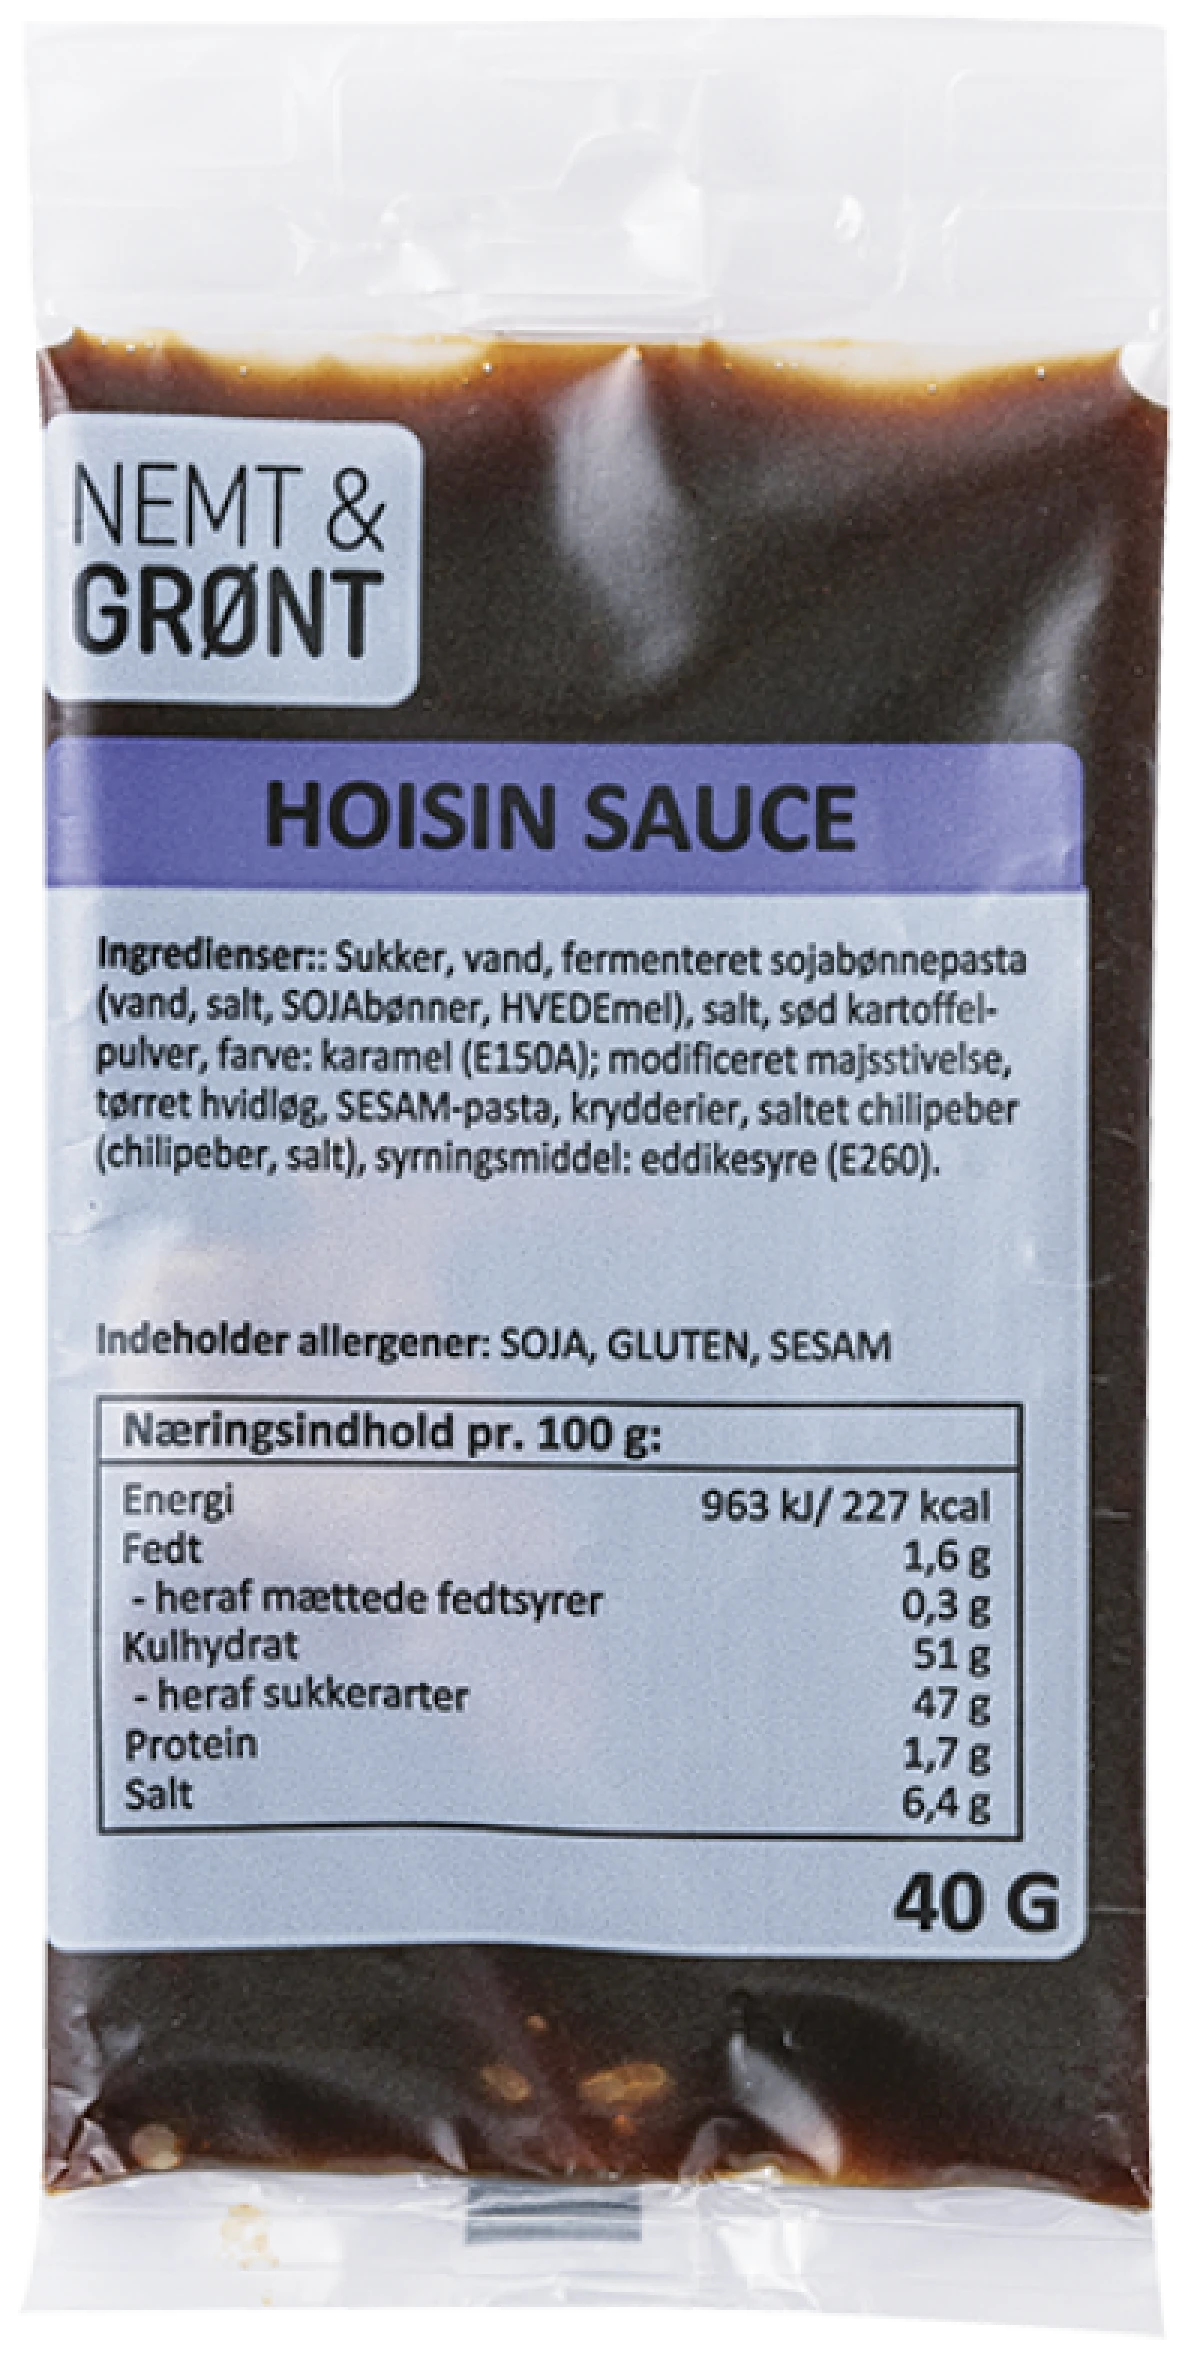 NEMT &
GRØNT
HOISIN SAUCE
Ingredienser:: Sukker, vand, fermenteret sojabønnepasta
(vand, salt, SOJAbønner, HVEDEmel), salt, sød kartoffel-
pulver, farve: karamel (E150A); modificeret majsstivelse,
tørret hvidløg, SESAM-pasta, krydderier, saltet chilipeber
(chilipeber, salt), syrningsmiddel: eddikesyre (E260).
Indeholder allergener: SOJA, GLUTEN, SESAM
Næringsindhold pr. 100 g:
Energi 963 kJ/ 227 kcal
Fedt 1,6 g
- heraf mættede fedtsyrer 0,3 g
Kulhydrat 51 g
- heraf sukkerarter 47 g
Protein 1,7 g
Salt 6,4 g
40 G